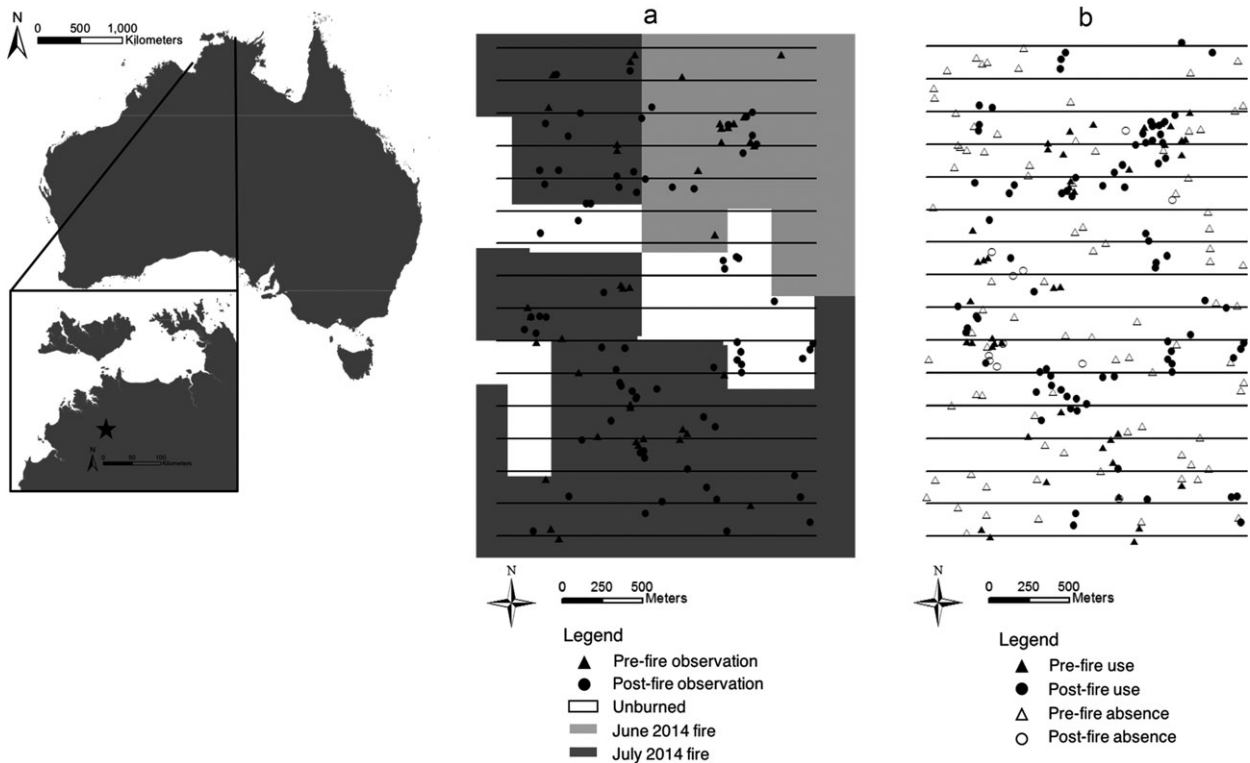 N
0 500 1,000
Kilometers
N
0 50 100
Kilometers
a
N
0 250 500
Meters
Legend
Pre-fire observation
Post-fire observation
Unburned
June 2014 fire
July 2014 fire
b
N
0 250 500
Meters
Legend
Pre-fire use
Post-fire use
Pre-fire absence
Post-fire absence